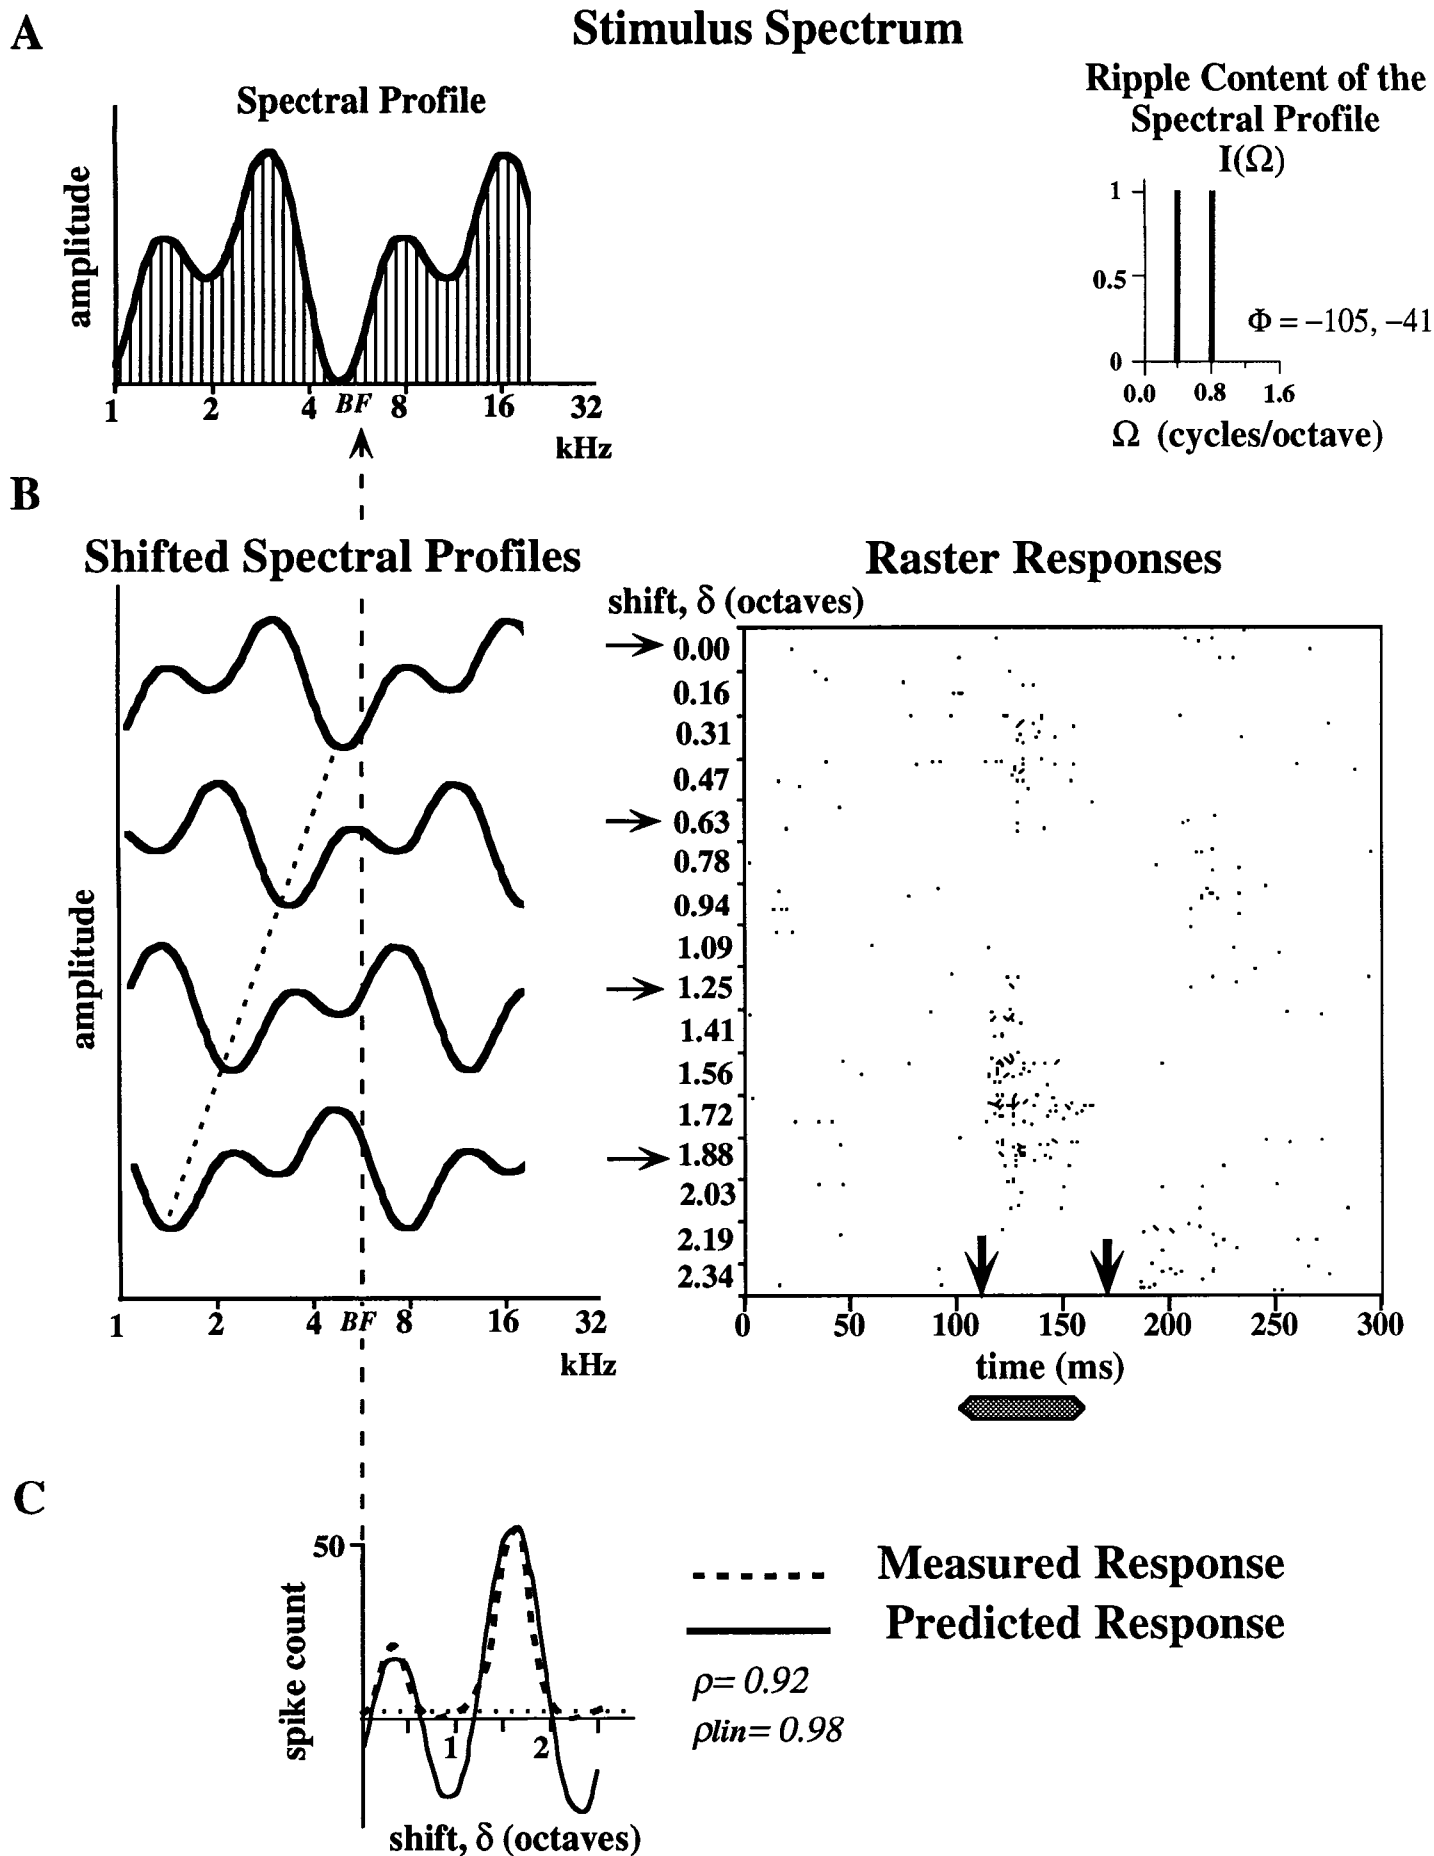 A
Stimulus Spectrum
Spectral Profile
amplitude
1 2 4 BF 8 16 32
kHz
Ripple Content of the
Spectral Profile
I(Ω)
1
0.5
0
Φ = −105, −41
0.0 0.8 1.6
Ω (cycles/octave)
B
Shifted Spectral Profiles
amplitude
1 2 4 BF 8 16 32
kHz
Raster Responses
shift, δ (octaves)
0.00
0.16
0.31
0.47
0.63
0.78
0.94
1.09
1.25
1.41
1.56
1.72
1.88
2.03
2.19
2.34
0 50 100 150 200 250 300
time (ms)
C
50
spike count
1 2
shift, δ (octaves)
Measured Response
Predicted Response
ρ= 0.92
ρlin= 0.98